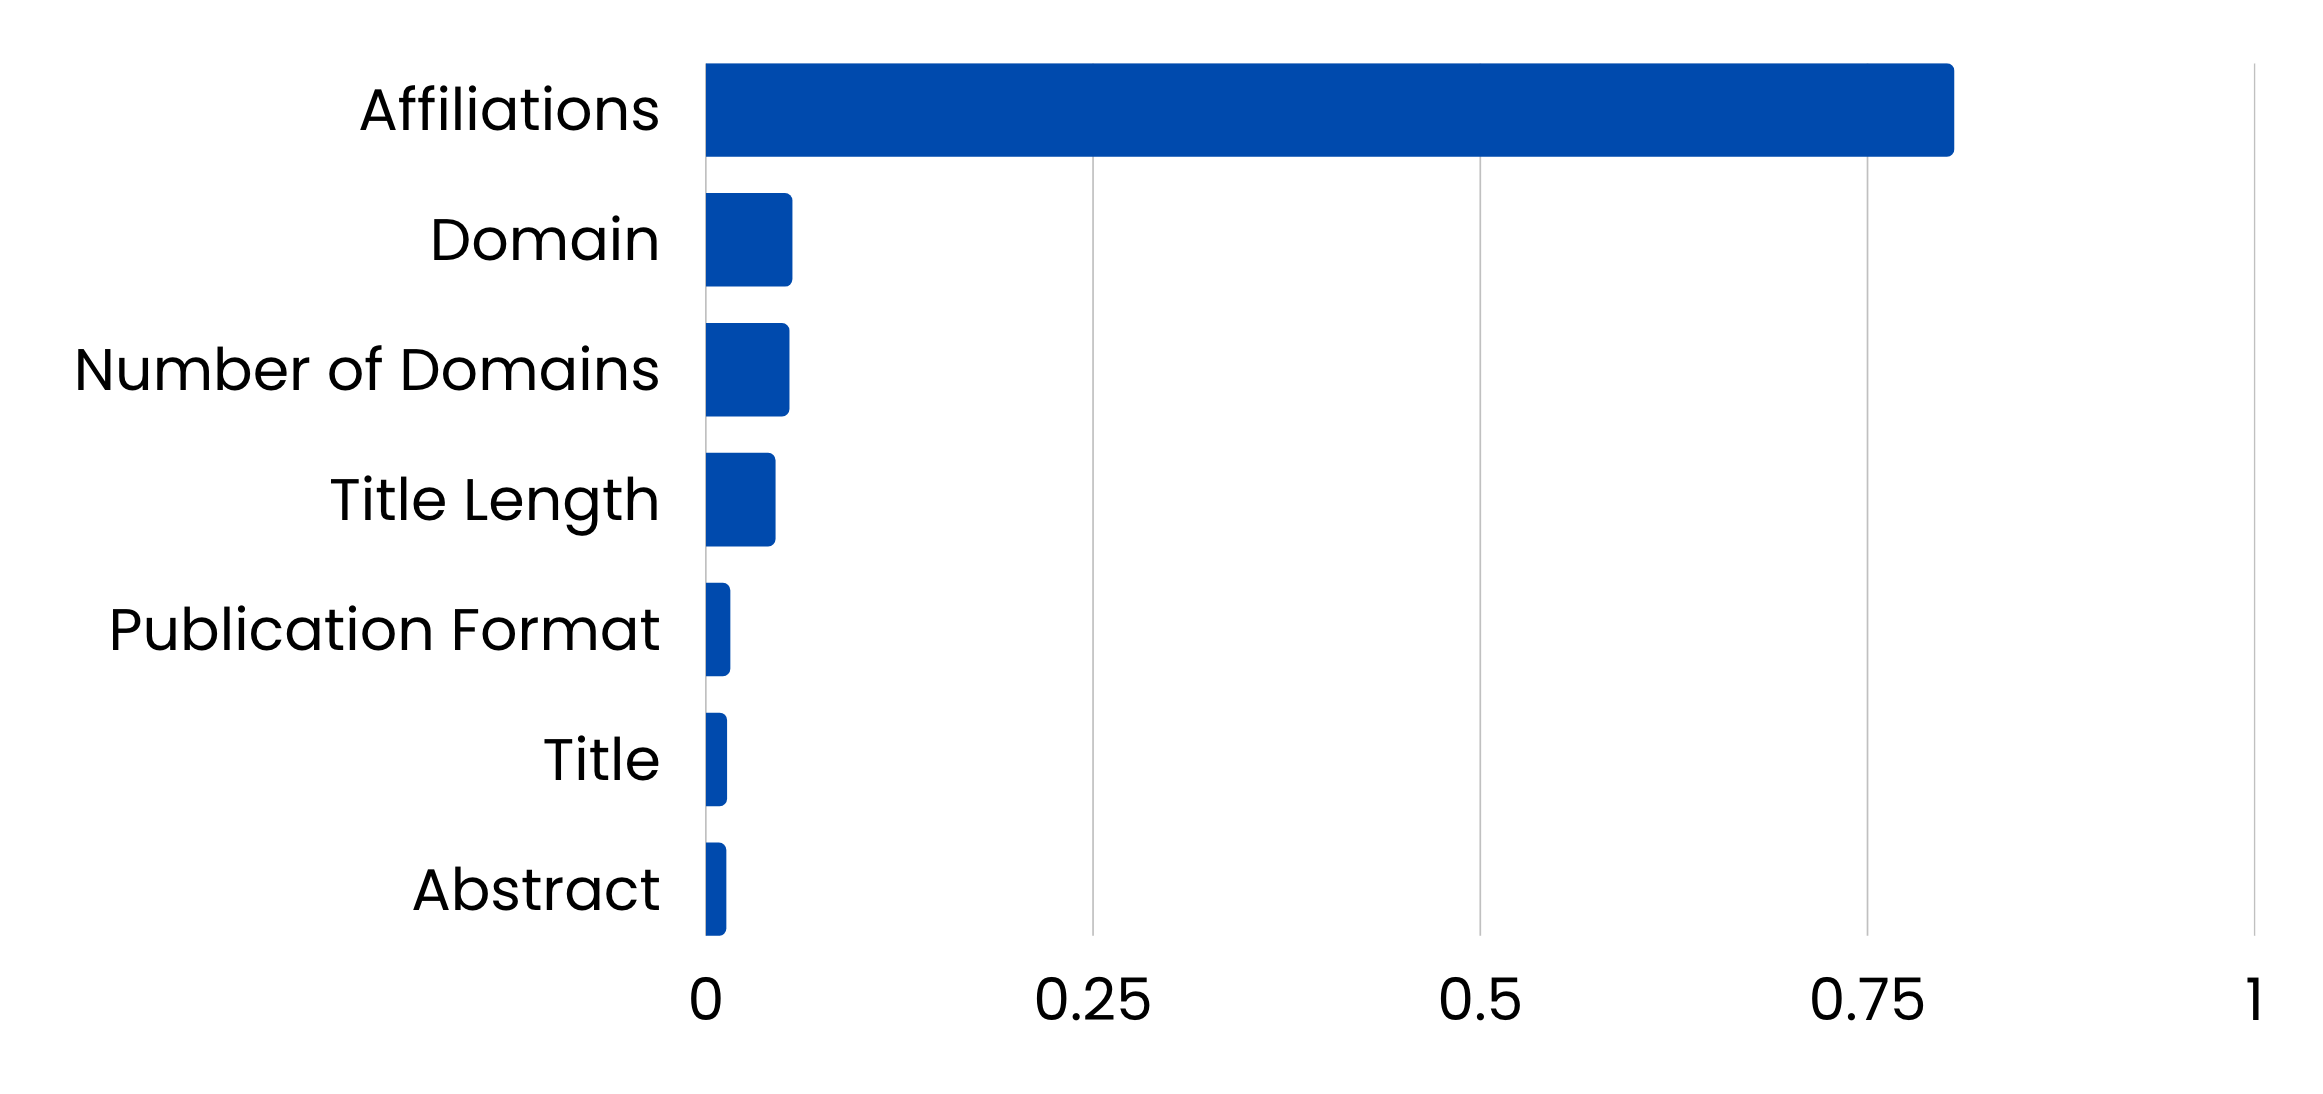 Affiliations
Domain
Number of Domains
Title Length
Publication Format
Title
Abstract
0 0.25 0.5 0.75 1